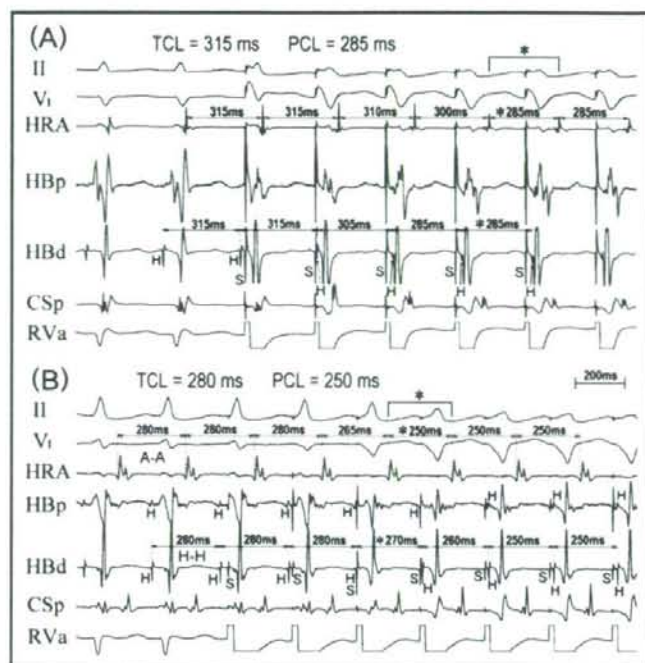 (A)
TCL = 315 ms PCL = 285 ms
*
II
V₁
HRA
315ms 315ms 310ms 300ms *285ms 285ms
HBp
HBd
315ms 315ms 305ms 285ms *285ms
H H S S S S S
H H H
CSp
RVa
(B)
TCL = 280 ms PCL = 250 ms
200ms
*
II
V₁
280ms 280ms 280ms 265ms *250ms 250ms 250ms
A-A
HRA
HBp
H H H H H H H H
HBd
280ms 280ms 280ms *270ms 260ms 250ms
H-H
H H S H S H S S S S
H H H H
CSp
RVa